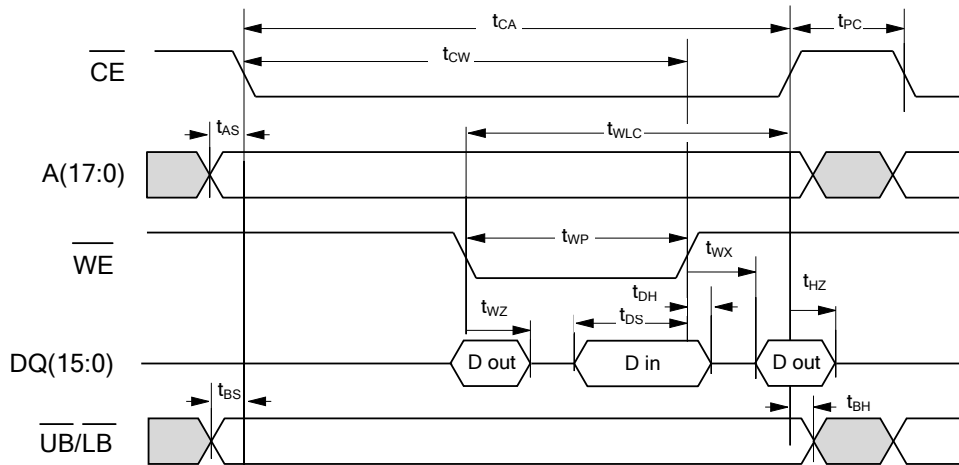 tCA
tPC
CE
tCW
tAS
tWLC
A(17:0)
WE
tWP
tWX
tDH
tHZ
tWZ
tDS
DQ(15:0)
D out
D in
D out
tBS
tBH
UB/LB